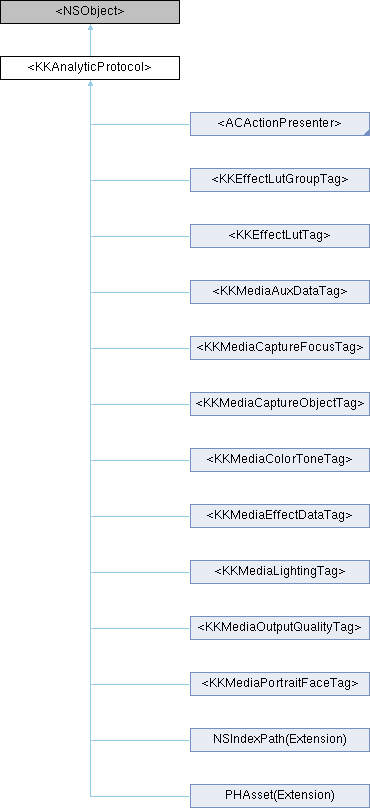 <NSObject>
<KKAnalyticProtocol>
<ACActionPresenter>
<KKEffectLutGroupTag>
<KKEffectLutTag>
<KKMediaAuxDataTag>
<KKMediaCaptureFocusTag>
<KKMediaCaptureObjectTag>
<KKMediaColorToneTag>
<KKMediaEffectDataTag>
<KKMediaLightingTag>
<KKMediaOutputQualityTag>
<KKMediaPortraitFaceTag>
NSIndexPath(Extension)
PHAsset(Extension)